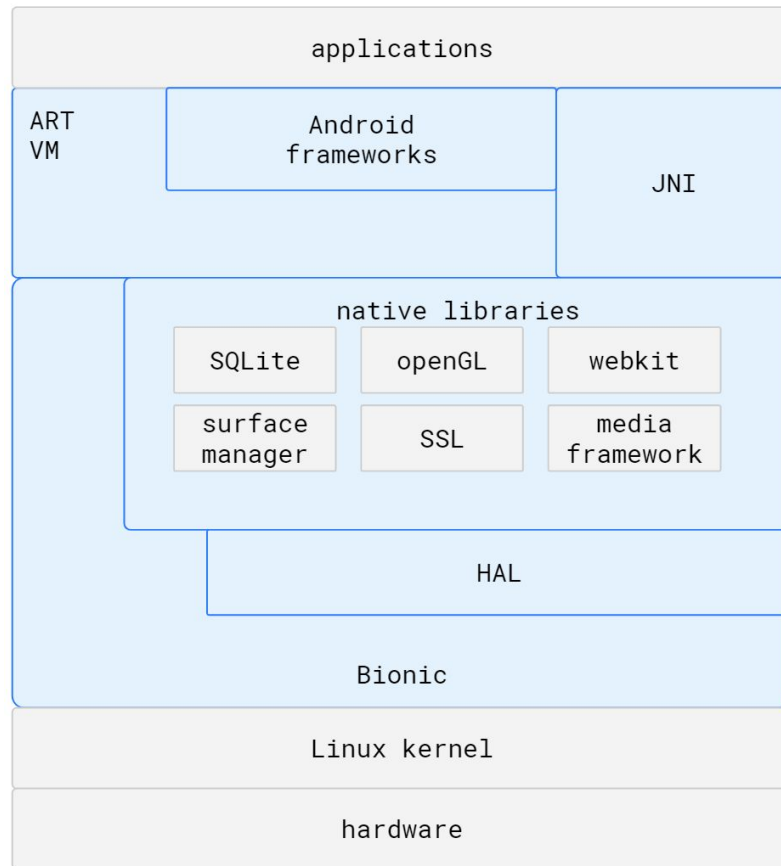 applications
ART
VM
Android
frameworks
JNI
native libraries
SQLite
openGL
webkit
surface
manager
SSL
media
framework
HAL
Bionic
Linux kernel
hardware